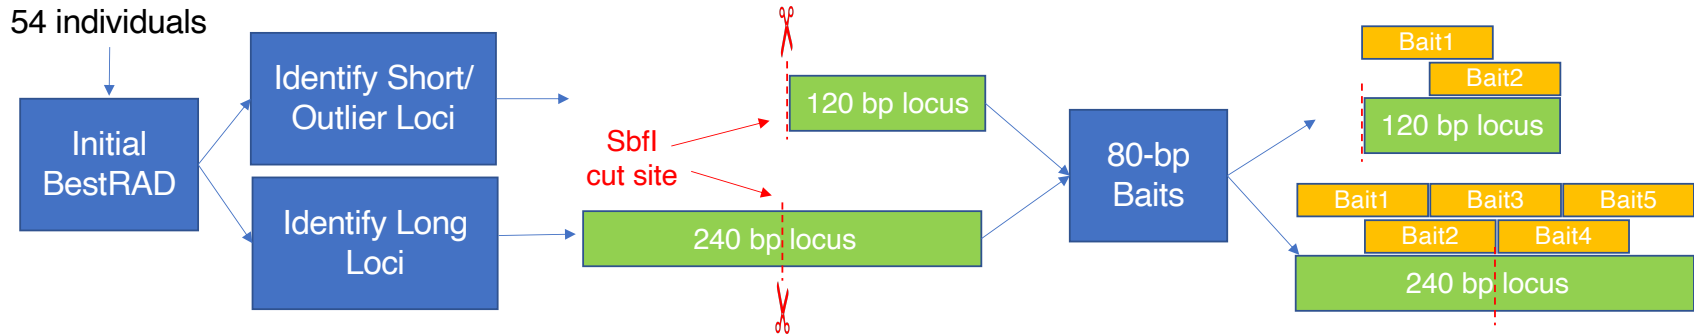 54 individuals
Initial
BestRAD
Identify Short/
Outlier Loci
Identify Long
Loci
SbfI
cut site
120 bp locus
240 bp locus
80-bp
Baits
Bait1
Bait2
120 bp locus
Bait1
Bait3
Bait5
Bait2
Bait4
240 bp locus